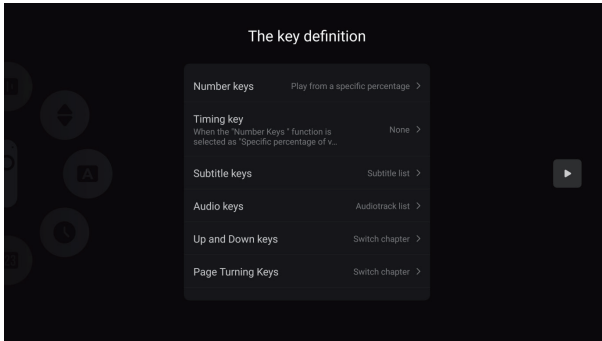 The key definition
Number keys Play from a specific percentage >
Timing key
When the "Number Keys " function is
selected as "Specific percentage of v...
None >
Subtitle keys Subtitle list >
Audio keys Audiotrack list >
Up and Down keys Switch chapter >
Page Turning Keys Switch chapter >
A